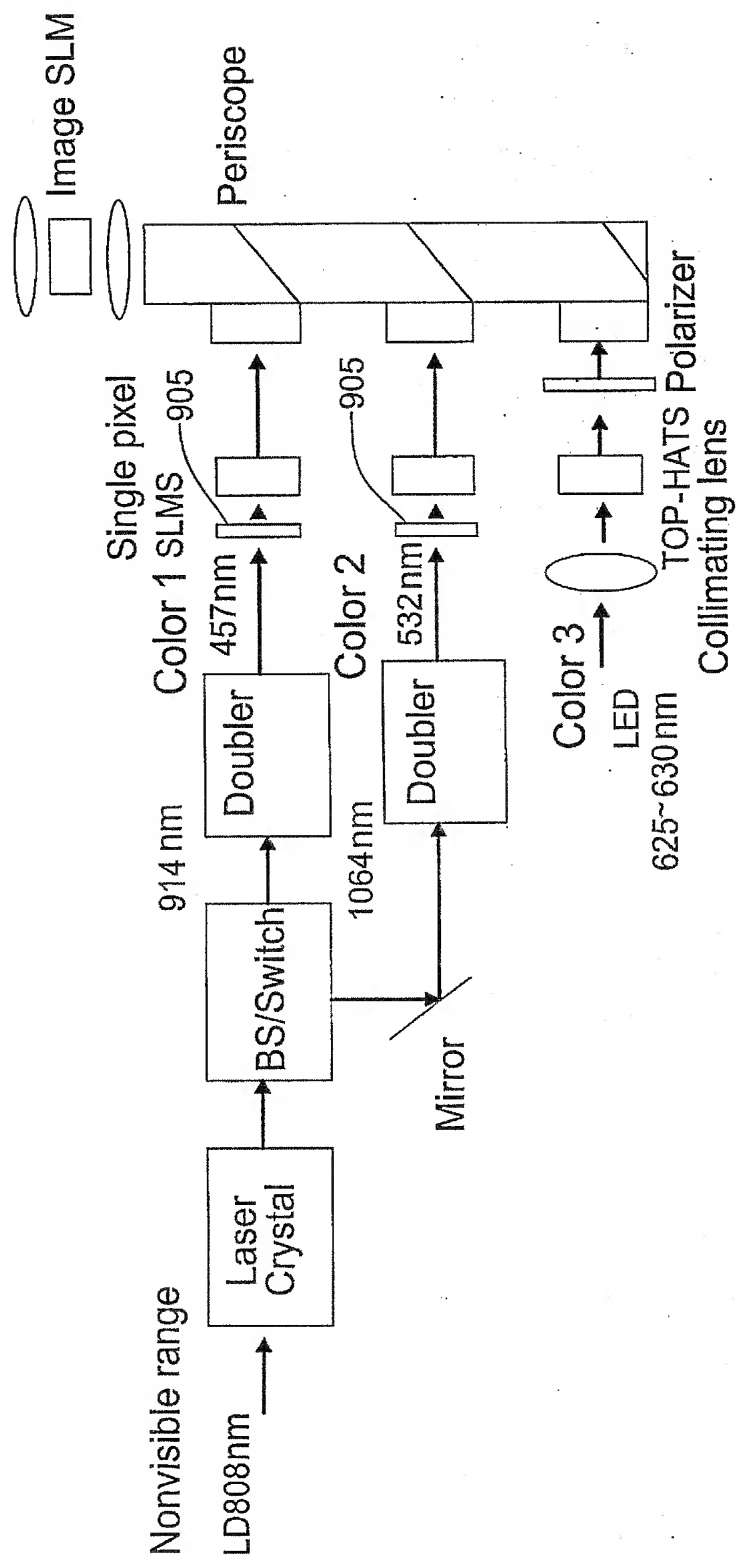 Nonvisible range
LD808nm
Laser
Crystal
BS/Switch
Mirror
914 nm
Doubler
1064nm
Doubler
Color 1
457nm
Single pixel
SLMS
905
Color 2
532nm
905
Color 3
LED
625~630nm
TOP-HATS
Collimating lens
Polarizer
Periscope
Image SLM